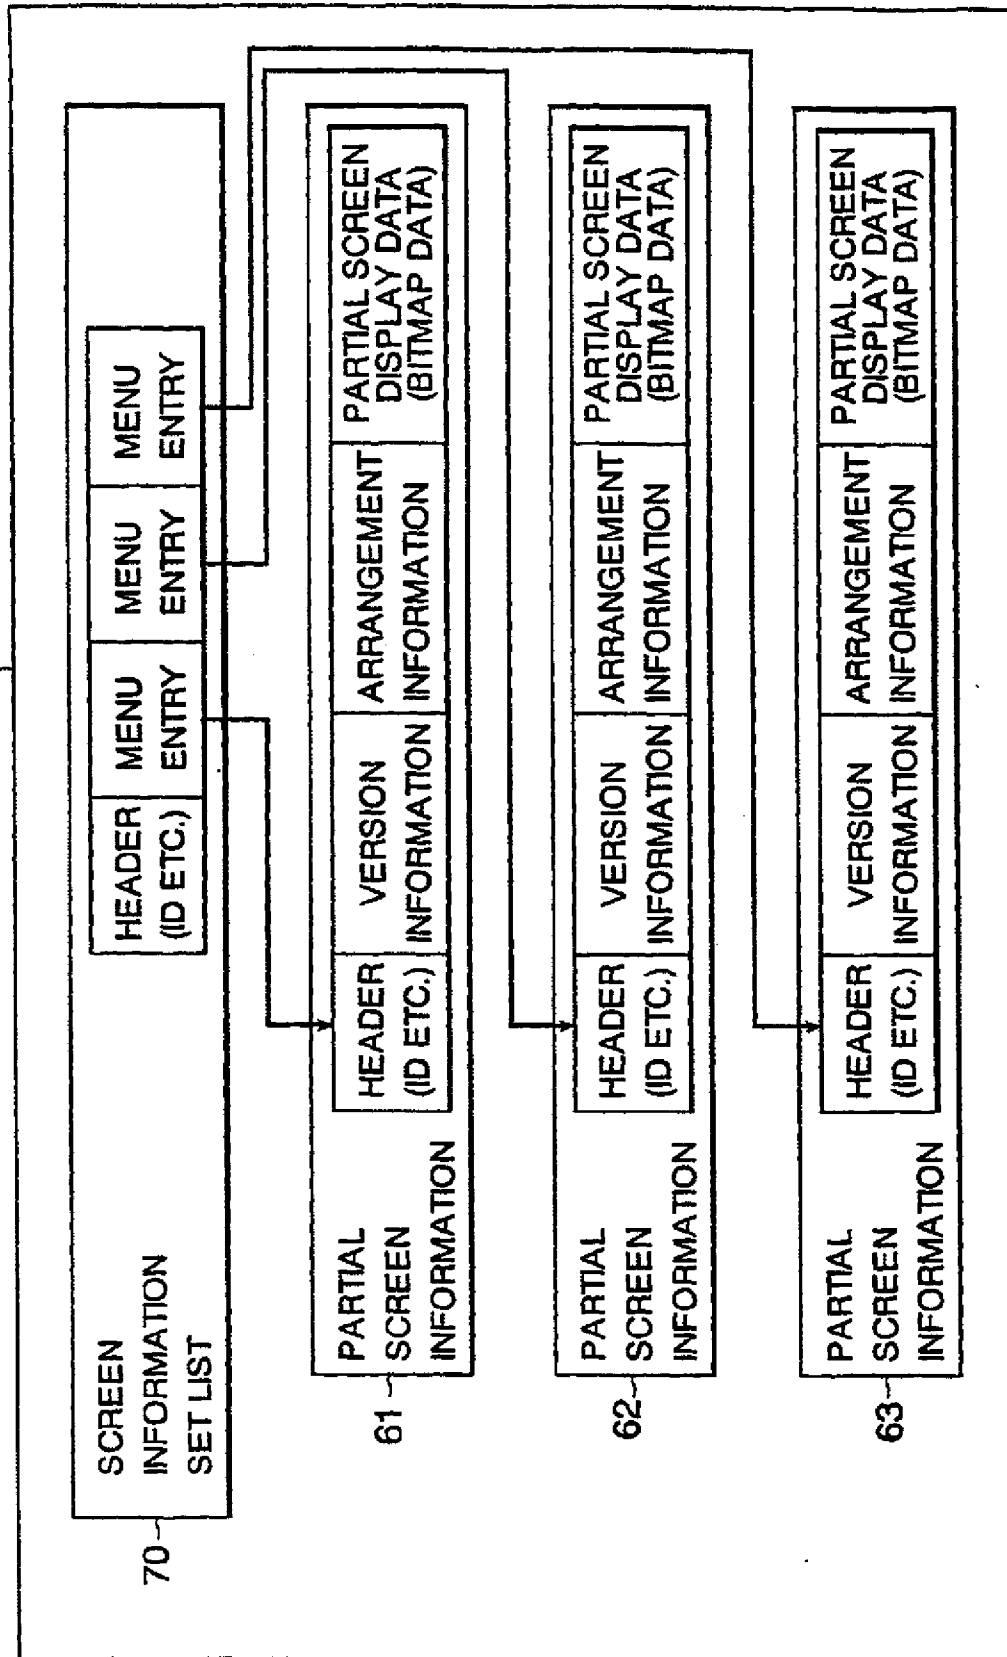 SCREEN
INFORMATION
SET LIST
HEADER
(ID ETC.)
MENU
ENTRY
MENU
ENTRY
MENU
ENTRY
70
PARTIAL
SCREEN
INFORMATION
HEADER
(ID ETC.)
VERSION
INFORMATION
ARRANGEMENT
INFORMATION
PARTIAL SCREEN
DISPLAY DATA
(BITMAP DATA)
61
PARTIAL
SCREEN
INFORMATION
HEADER
(ID ETC.)
VERSION
INFORMATION
ARRANGEMENT
INFORMATION
PARTIAL SCREEN
DISPLAY DATA
(BITMAP DATA)
62
PARTIAL
SCREEN
INFORMATION
HEADER
(ID ETC.)
VERSION
INFORMATION
ARRANGEMENT
INFORMATION
PARTIAL SCREEN
DISPLAY DATA
(BITMAP DATA)
63